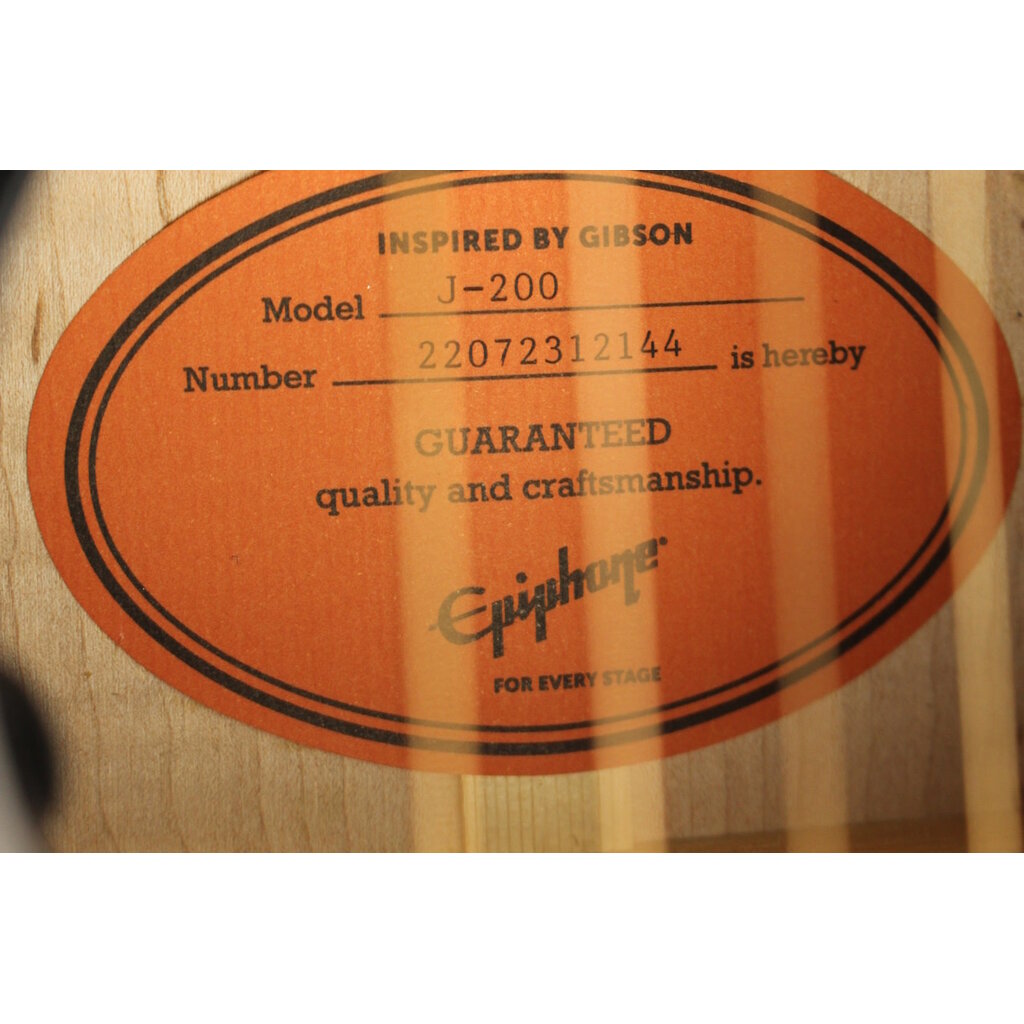 INSPIRED BY GIBSON
Model J-200
Number 22072312144 is hereby
GUARANTEED
quality and craftsmanship.
Epiphone
FOR EVERY STAGE